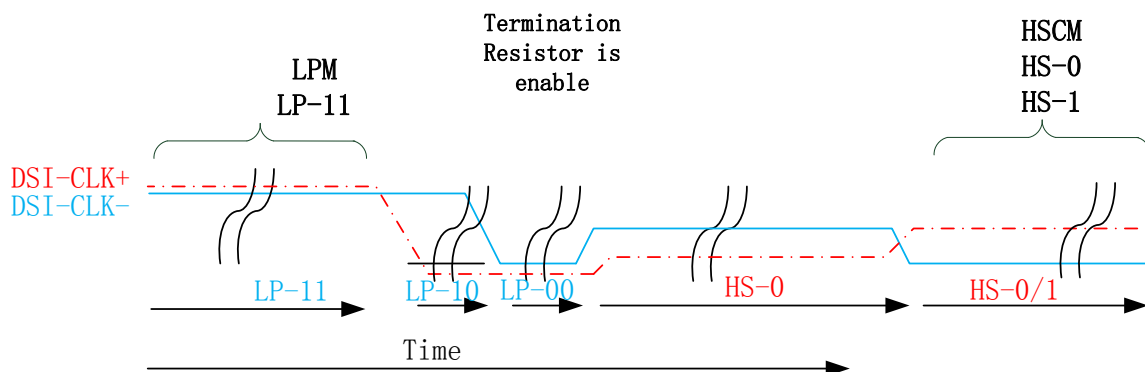 Termination
Resistor is
enable
HSCM
HS-0
HS-1
LPM
LP-11
DSI-CLK+
DSI-CLK-
LP-11
LP-10
LP-00
HS-0
HS-0/1
Time